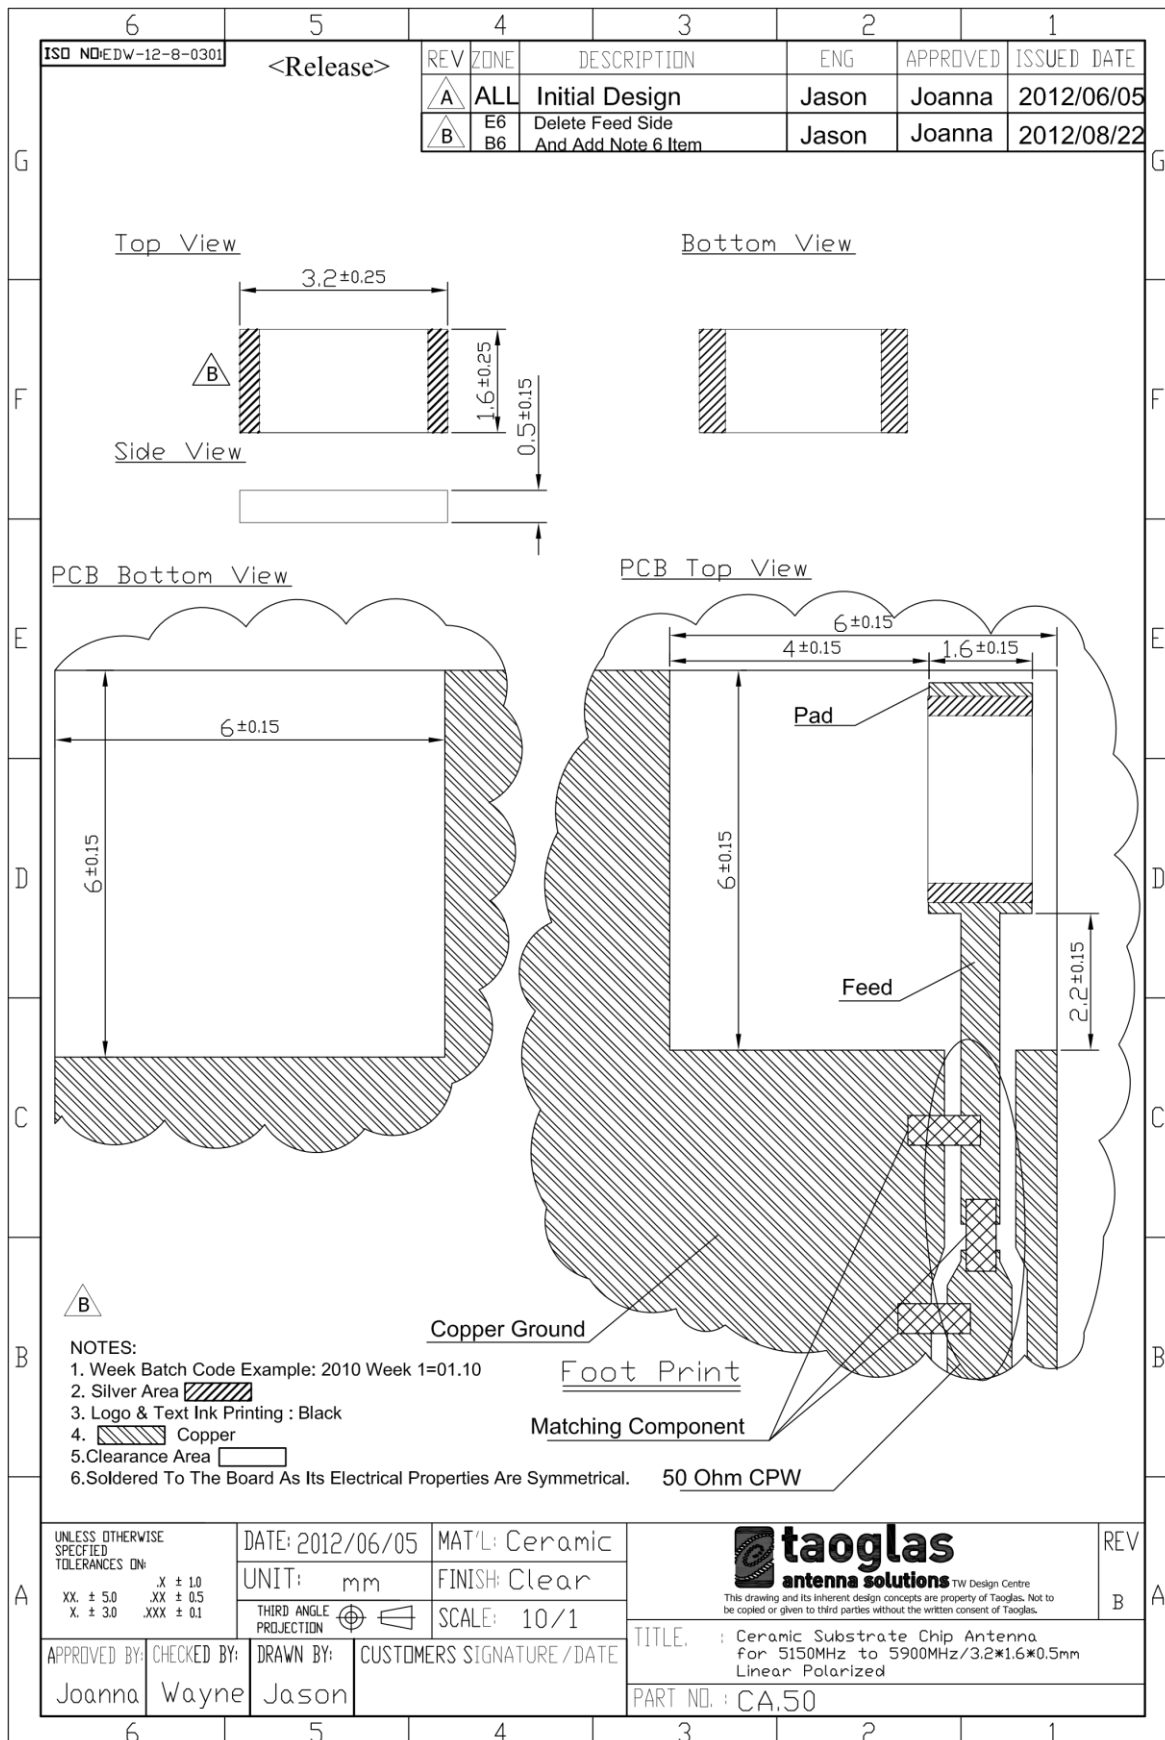 6 5 4 3 2 1
ISO NO:EDW-12-8-0301
<Release>
REV ZONE DESCRIPTION ENG APPROVED ISSUED DATE
A ALL Initial Design Jason Joanna 2012/06/05
B E6 B6 Delete Feed Side And Add Note 6 Item Jason Joanna 2012/08/22
G G
Top View
Bottom View
3.2±0.25
B
1.6±0.25
0.5±0.15
F F
Side View
PCB Bottom View
PCB Top View
E E
6±0.15
4±0.15 1.6±0.15
Pad
6±0.15
6±0.15
6±0.15
D D
Feed
2.2±0.15
C C
B
Copper Ground
B B
Foot Print
Matching Component
50 Ohm CPW
NOTES:
1. Week Batch Code Example: 2010 Week 1=01.10
2. Silver Area
3. Logo & Text Ink Printing : Black
4. Copper
5.Clearance Area
6.Soldered To The Board As Its Electrical Properties Are Symmetrical.
UNLESS OTHERWISE
SPECFIED
TOLERANCES ON:
.X ± 1.0
XX. ± 5.0 .XX ± 0.5
X. ± 3.0 .XXX ± 0.1
DATE: 2012/06/05
UNIT: mm
THIRD ANGLE
PROJECTION
MAT'L: Ceramic
FINISH: Clear
SCALE: 10/1
taoglas
antenna solutions TW Design Centre
This drawing and its inherent design concepts are property of Taoglas. Not to
be copied or given to third parties without the written consent of Taoglas.
REV
B
A A
APPROVED BY: CHECKED BY: DRAWN BY: CUSTOMERS SIGNATURE/DATE
Joanna Wayne Jason
TITLE. : Ceramic Substrate Chip Antenna
for 5150MHz to 5900MHz/3.2*1.6*0.5mm
Linear Polarized
PART NO. : CA.50
6 5 4 3 2 1